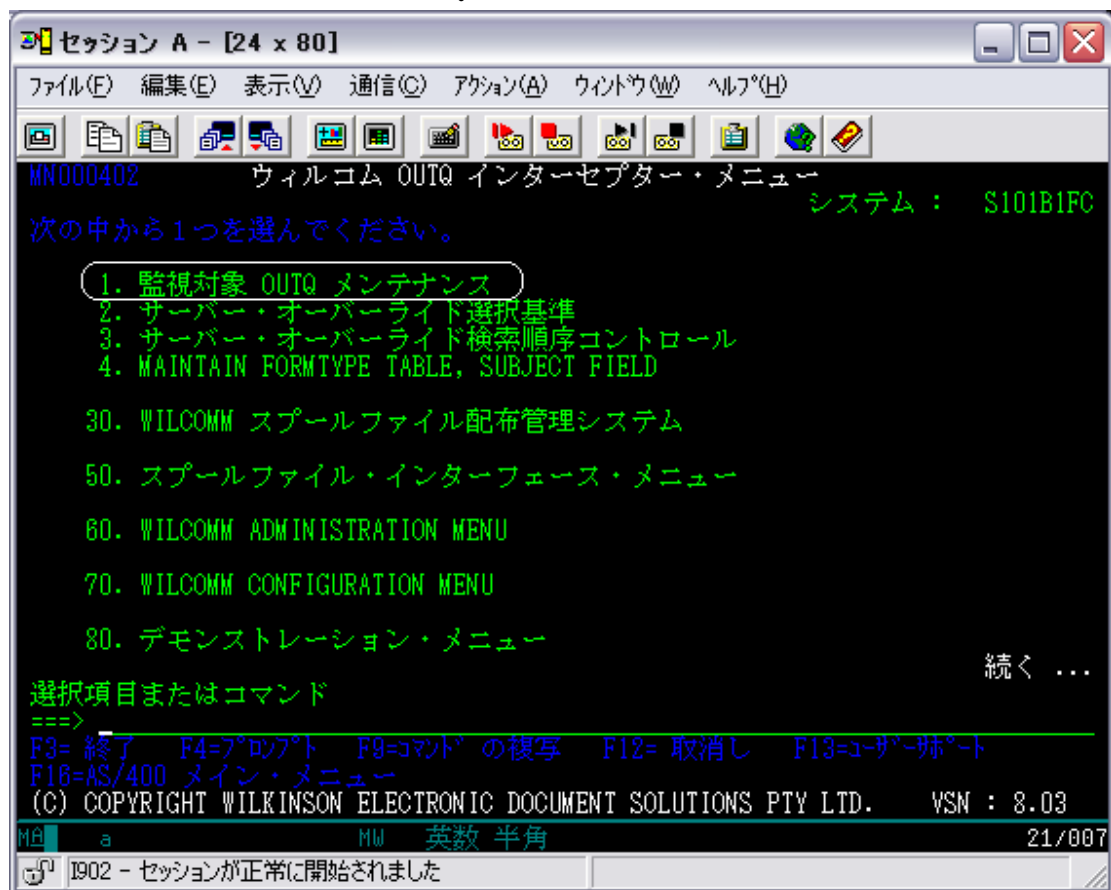 セッション A - [24 x 80]
ファイル(F) 編集(E) 表示(V) 通信(C) アクション(A) ウィンドウ(W) ヘルプ(H)
MN000402 ウィルコム OUTQ インターセプター・メニュー
システム : S101B1FC
次の中から１つを選んでください。
1. 監視対象 OUTQ メンテナンス
2. サーバー・オーバーライド選択基準
3. サーバー・オーバーライド検索順序コントロール
4. MAINTAIN FORMTYPE TABLE, SUBJECT FIELD
30. WILCOMM スプールファイル配布管理システム
50. スプールファイル・インターフェース・メニュー
60. WILCOMM ADMINISTRATION MENU
70. WILCOMM CONFIGURATION MENU
80. デモンストレーション・メニュー
続く ...
選択項目またはコマンド
===>
F3= 終了 F4=プロンプト F9=コマンド の複写 F12= 取消し F13=ユーザーサポート
F16=AS/400 メイン・メニュー
(C) COPYRIGHT WILKINSON ELECTRONIC DOCUMENT SOLUTIONS PTY LTD. VSN : 8.03
MA a MW 英数 半角 21/007
I902 - セッションが正常に開始されました